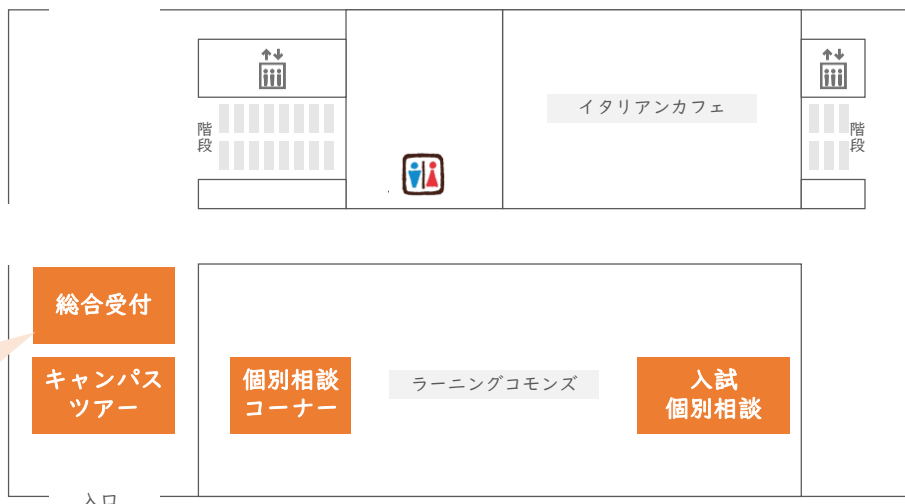 階段
イタリアンカフェ
階段
総合受付
キャンパス
ツアー
個別相談
コーナー
ラーニングコモンズ
入試
個別相談
入口